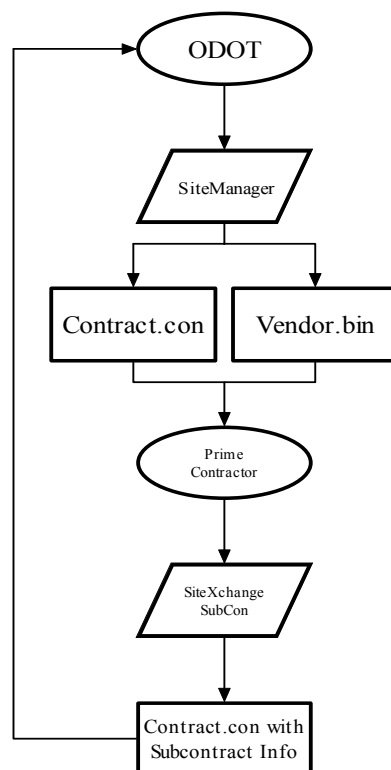 ODOT
SiteManager
Contract.con
Vendor.bin
Prime
Contractor
SiteXchange
SubCon
Contract.con with
Subcontract Info